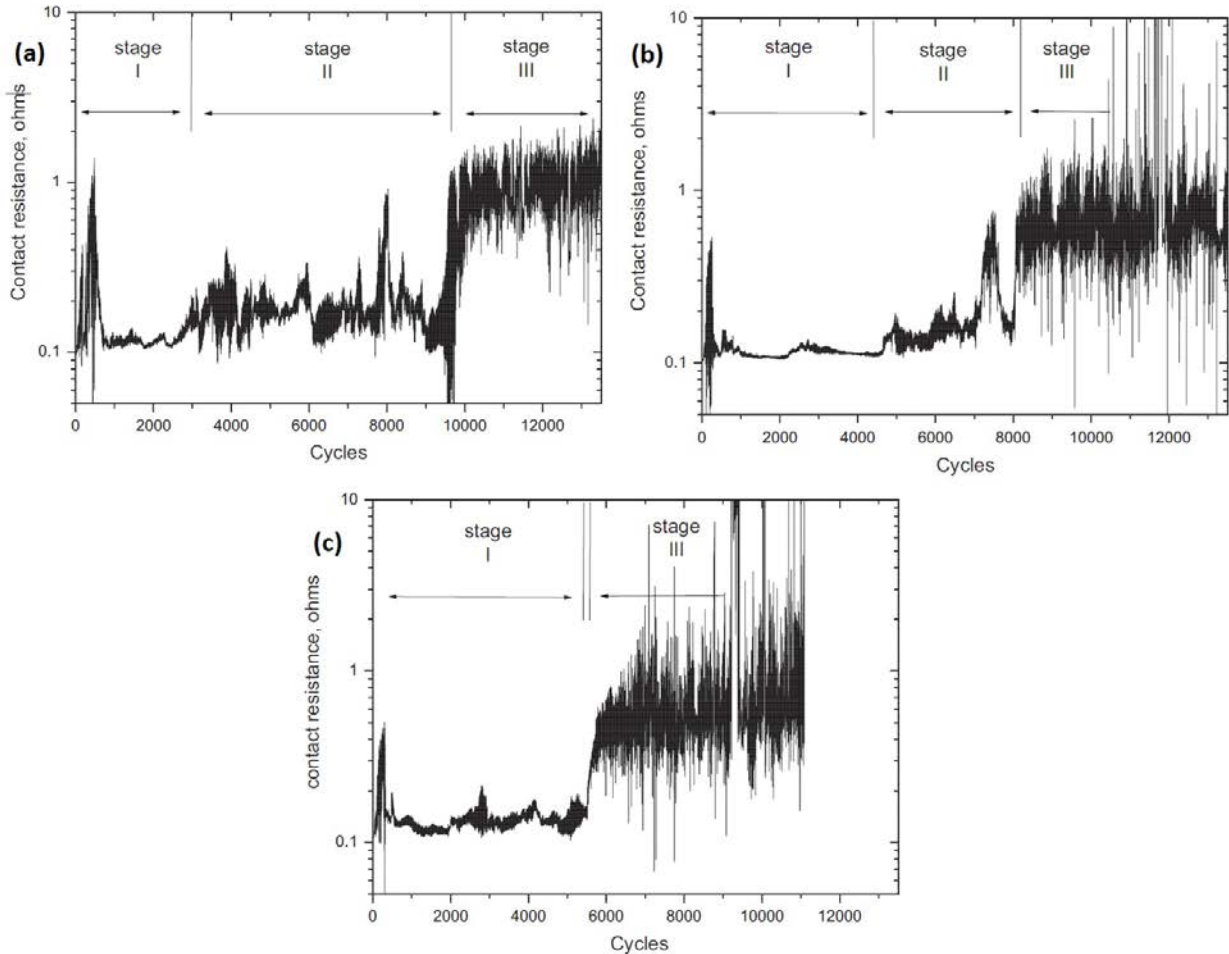 (a)
stage
I
stage
II
stage
III
Contact resistance, ohms
10
1
0.1
0 2000 4000 6000 8000 10000 12000
Cycles
(b)
stage
I
stage
II
stage
III
Contact resistance, ohms
10
1
0.1
0 2000 4000 6000 8000 10000 12000
Cycles
(c)
stage
I
stage
III
contact resistance, ohms
10
1
0.1
0 2000 4000 6000 8000 10000 12000
Cycles